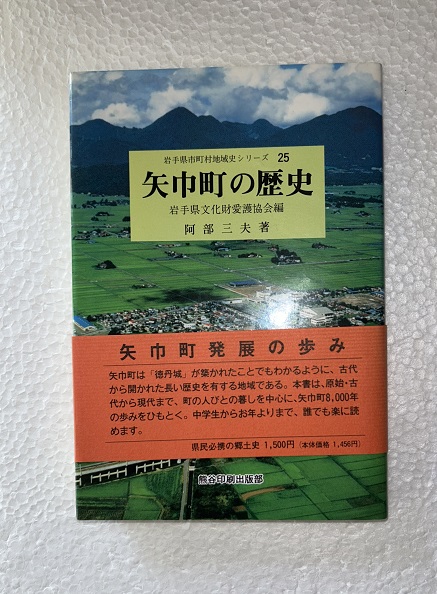 岩手県市町村地域史シリーズ 25
矢巾町の歴史
岩手県文化財愛護協会編
阿部三夫著
矢巾町発展の歩み
矢巾町は「徳丹城」が築かれたことでもわかるように、古代
から開かれた長い歴史を有する地域である。本書は、原始・古
代から現代まで、町の人びとの暮しを中心に、矢巾町8,000年
の歩みをひもとく。中学生からお年よりまで、誰でも楽に読
めます。
県民必携の郷土史 1,500円（本体価格 1,456円）
熊谷印刷出版部